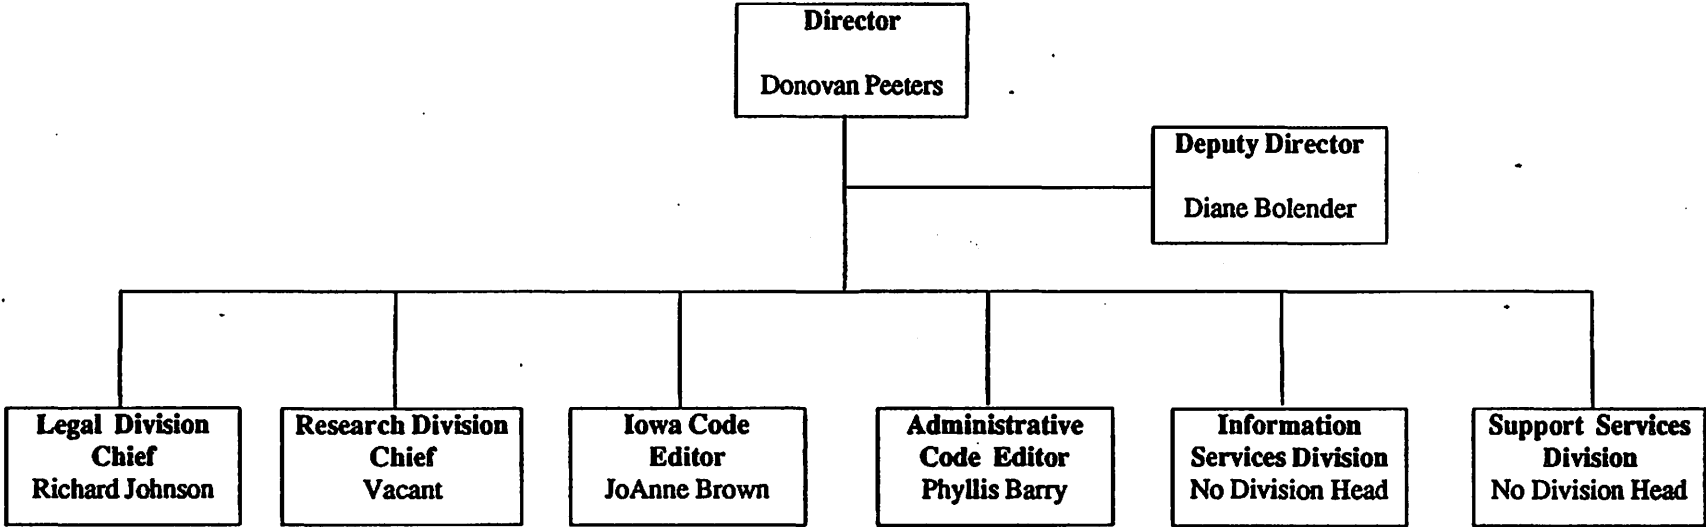 Director
Donovan Peeters
Deputy Director
Diane Bolender
Legal Division
Chief
Richard Johnson
Research Division
Chief
Vacant
Iowa Code
Editor
JoAnne Brown
Administrative
Code Editor
Phyllis Barry
Information
Services Division
No Division Head
Support Services
Division
No Division Head